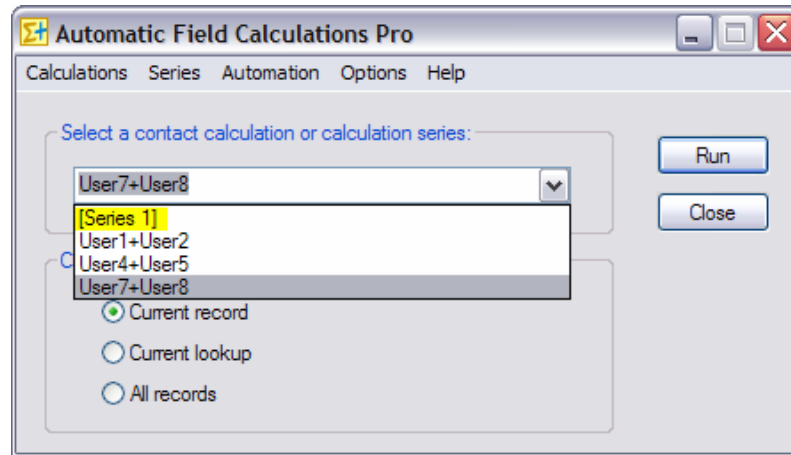 Automatic Field Calculations Pro
Calculations Series Automation Options Help
Select a contact calculation or calculation series:
Run
User7+User8
[Series 1]
Close
User1+User2
User4+User5
User7+User8
Current record
Current lookup
All records